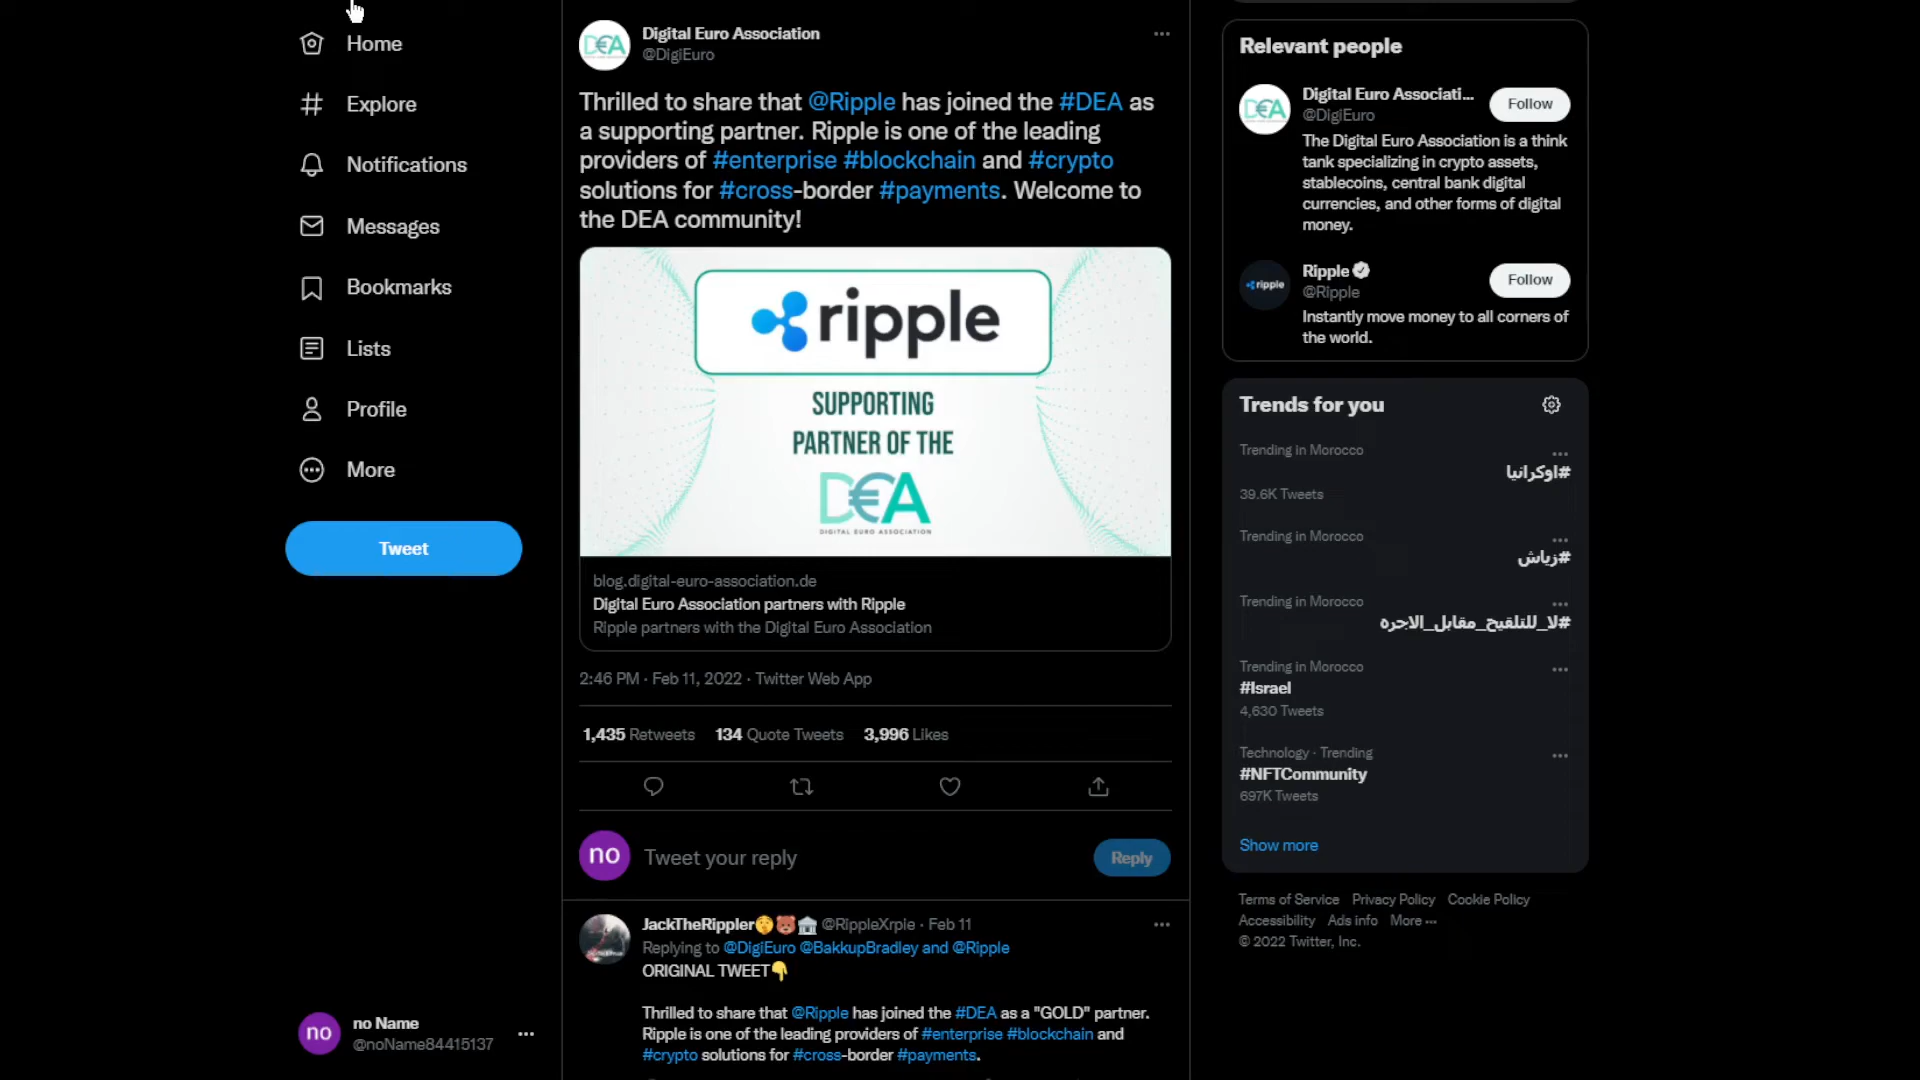 Home
Explore
Notifications
Messages
Bookmarks
Lists
Profile
More
Tweet
no
no Name
@noName84415137
DEA
Digital Euro Association
@DigiEuro
Thrilled to share that @Ripple has joined the #DEA as
a supporting partner. Ripple is one of the leading
providers of #enterprise #blockchain and #crypto
solutions for #cross-border #payments. Welcome to
the DEA community!
ripple
SUPPORTING
PARTNER OF THE
D€A
DIGITAL EURO ASSOCIATION
blog.digital-euro-association.de
Digital Euro Association partners with Ripple
Ripple partners with the Digital Euro Association
2:46 PM · Feb 11, 2022 · Twitter Web App
1,435 Retweets 134 Quote Tweets 3,996 Likes
no
Tweet your reply
Reply
JackTheRippler🤫🐻🏦 @RippleXrpie · Feb 11
Replying to @DigiEuro @BakkupBradley and @Ripple
ORIGINAL TWEET👇
Thrilled to share that @Ripple has joined the #DEA as a "GOLD" partner.
Ripple is one of the leading providers of #enterprise #blockchain and
#crypto solutions for #cross-border #payments.
Relevant people
D€A
Digital Euro Associati...
@DigiEuro
Follow
The Digital Euro Association is a think
tank specializing in crypto assets,
stablecoins, central bank digital
currencies, and other forms of digital
money.
ripple
Ripple
@Ripple
Follow
Instantly move money to all corners of
the world.
Trends for you
Trending in Morocco
#اوكرانيا
39.6K Tweets
Trending in Morocco
#زياش
Trending in Morocco
#لا_للتلقيح_مقابل_الاجره
Trending in Morocco
#Israel
4,630 Tweets
Technology · Trending
#NFTCommunity
697K Tweets
Show more
Terms of Service Privacy Policy Cookie Policy
Accessibility Ads info More ···
© 2022 Twitter, Inc.